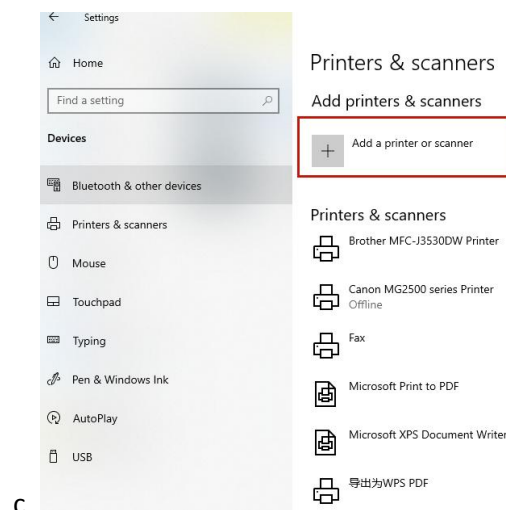 Settings
Home
Find a setting
Devices
Bluetooth & other devices
Printers & scanners
Mouse
Touchpad
Typing
Pen & Windows Ink
AutoPlay
USB
Printers & scanners
Add printers & scanners
Add a printer or scanner
Printers & scanners
Brother MFC-J3530DW Printer
Canon MG2500 series Printer
Offline
Fax
Microsoft Print to PDF
Microsoft XPS Document Writer
导出为WPS PDF